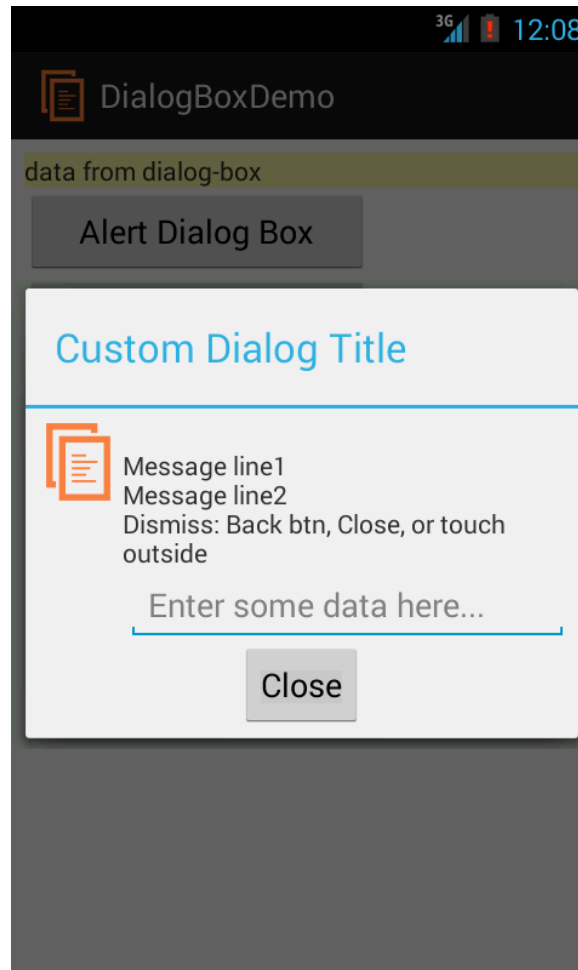 3G 12:08
DialogBoxDemo
data from dialog-box
Alert Dialog Box
Custom Dialog Title
Message line1
Message line2
Dismiss: Back btn, Close, or touch
outside
Enter some data here...
Close